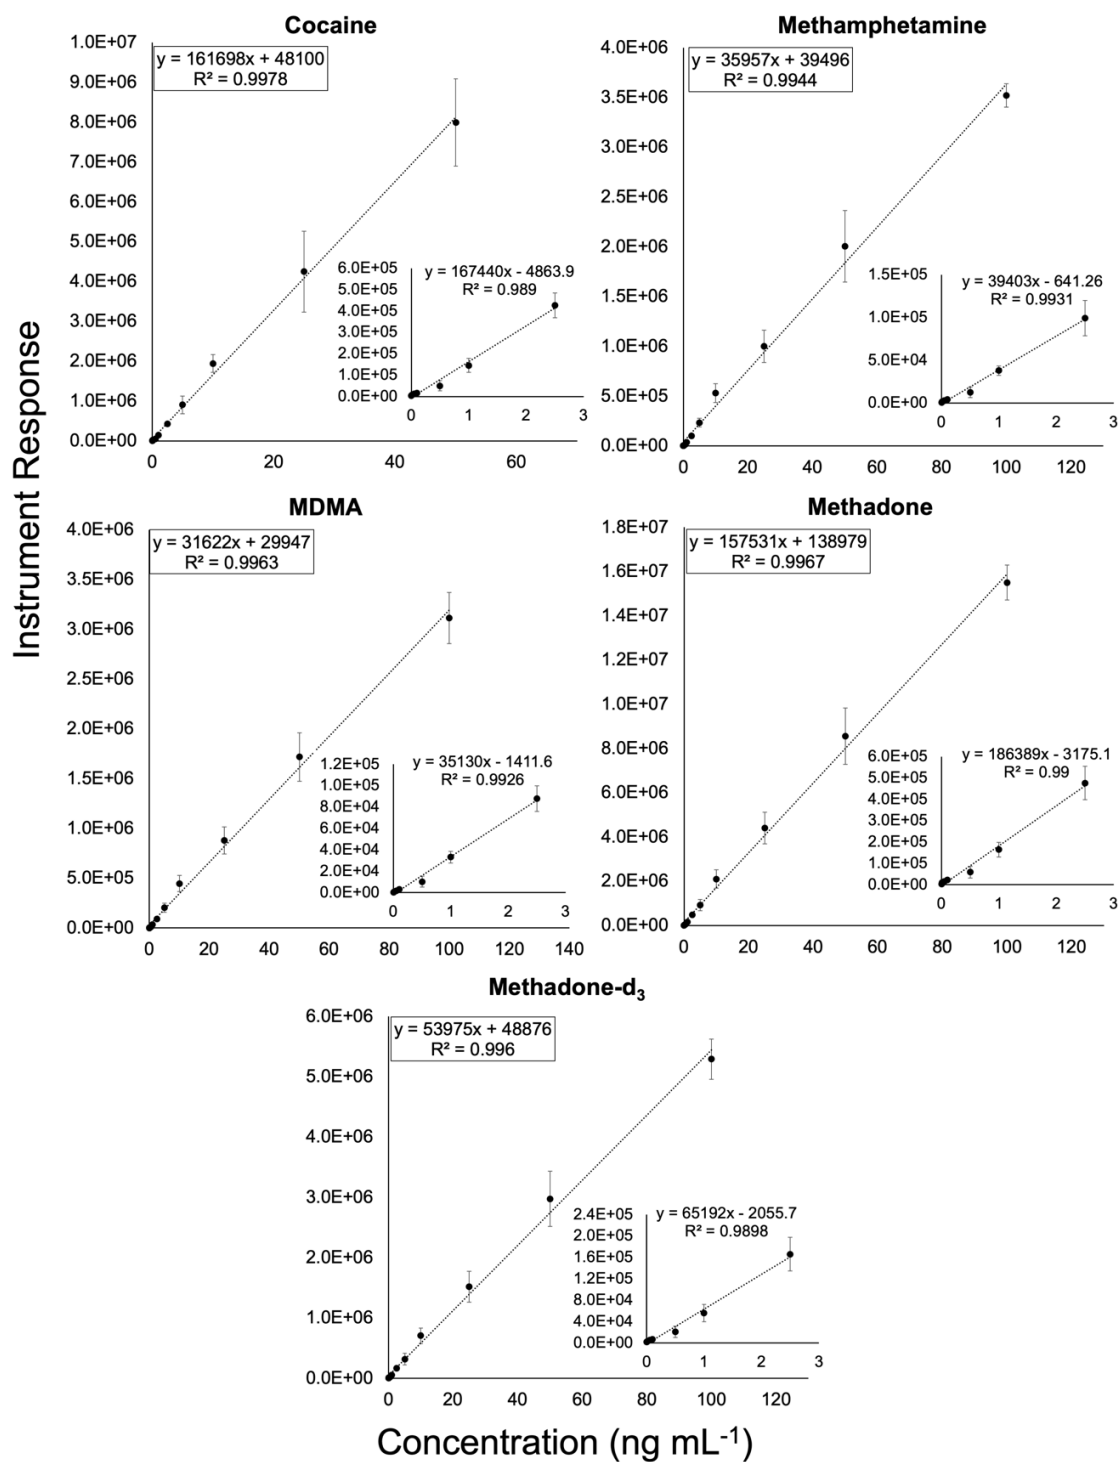 Instrument Response
Cocaine
1.0E+07
9.0E+06
8.0E+06
7.0E+06
6.0E+06
5.0E+06
4.0E+06
3.0E+06
2.0E+06
1.0E+06
0.0E+00
y = 161698x + 48100
R² = 0.9978
0 20 40 60
6.0E+05
5.0E+05
4.0E+05
3.0E+05
2.0E+05
1.0E+05
0.0E+00
y = 167440x - 4863.9
R² = 0.989
0 1 2 3
Methamphetamine
4.0E+06
3.5E+06
3.0E+06
2.5E+06
2.0E+06
1.5E+06
1.0E+06
5.0E+05
0.0E+00
y = 35957x + 39496
R² = 0.9944
0 20 40 60 80 100 120
1.5E+05
1.0E+05
5.0E+04
0.0E+00
y = 39403x - 641.26
R² = 0.9931
0 1 2 3
MDMA
4.0E+06
3.5E+06
3.0E+06
2.5E+06
2.0E+06
1.5E+06
1.0E+06
5.0E+05
0.0E+00
y = 31622x + 29947
R² = 0.9963
0 20 40 60 80 100 120 140
1.2E+05
1.0E+05
8.0E+04
6.0E+04
4.0E+04
2.0E+04
0.0E+00
y = 35130x - 1411.6
R² = 0.9926
0 1 2 3
Methadone
1.8E+07
1.6E+07
1.4E+07
1.2E+07
1.0E+07
8.0E+06
6.0E+06
4.0E+06
2.0E+06
0.0E+00
y = 157531x + 138979
R² = 0.9967
0 20 40 60 80 100 120
6.0E+05
5.0E+05
4.0E+05
3.0E+05
2.0E+05
1.0E+05
0.0E+00
y = 186389x - 3175.1
R² = 0.99
0 1 2 3
Methadone-d₃
6.0E+06
5.0E+06
4.0E+06
3.0E+06
2.0E+06
1.0E+06
0.0E+00
y = 53975x + 48876
R² = 0.996
0 20 40 60 80 100 120
2.4E+05
2.0E+05
1.6E+05
1.2E+05
8.0E+04
4.0E+04
0.0E+00
y = 65192x - 2055.7
R² = 0.9898
0 1 2 3
Concentration (ng mL⁻¹)